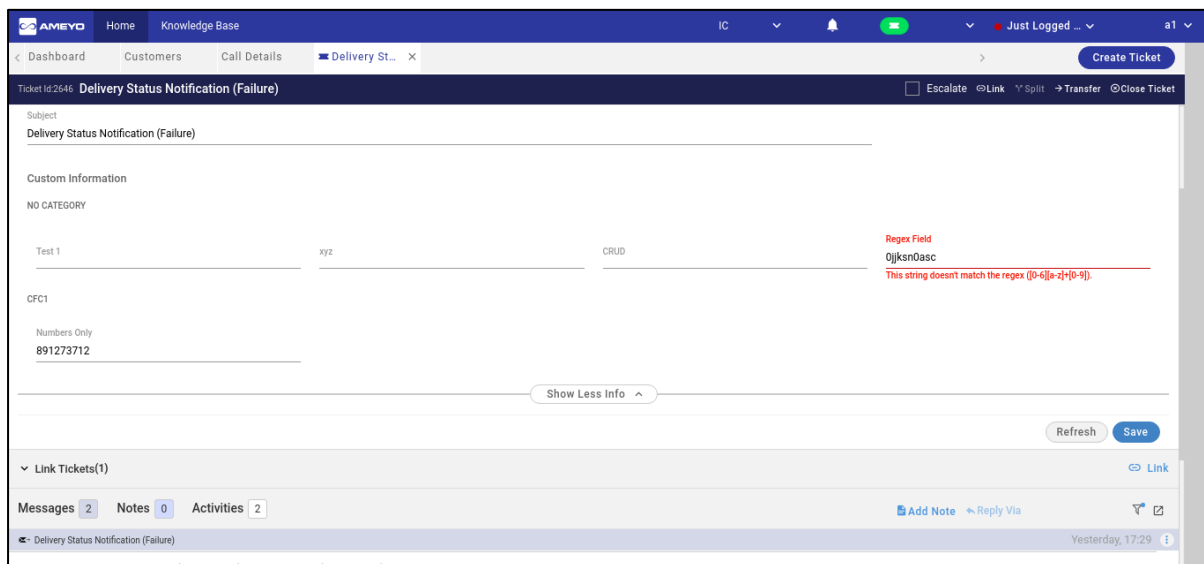 AMEYO Home Knowledge Base IC Just Logged ... a1
Dashboard Customers Call Details Delivery St... Create Ticket
Ticket Id:2646 Delivery Status Notification (Failure) Escalate Link Split Transfer Close Ticket
Subject
Delivery Status Notification (Failure)
Custom Information
NO CATEGORY
Regex Field
Test 1 xyz CRUD 0jjksn0asc
This string doesn't match the regex ([0-6][a-z]+[0-9]).
CFC1
Numbers Only
891273712
Show Less Info
Refresh Save
Link Tickets(1) Link
Messages 2 Notes 0 Activities 2 Add Note Reply Via
Delivery Status Notification (Failure) Yesterday, 17:29